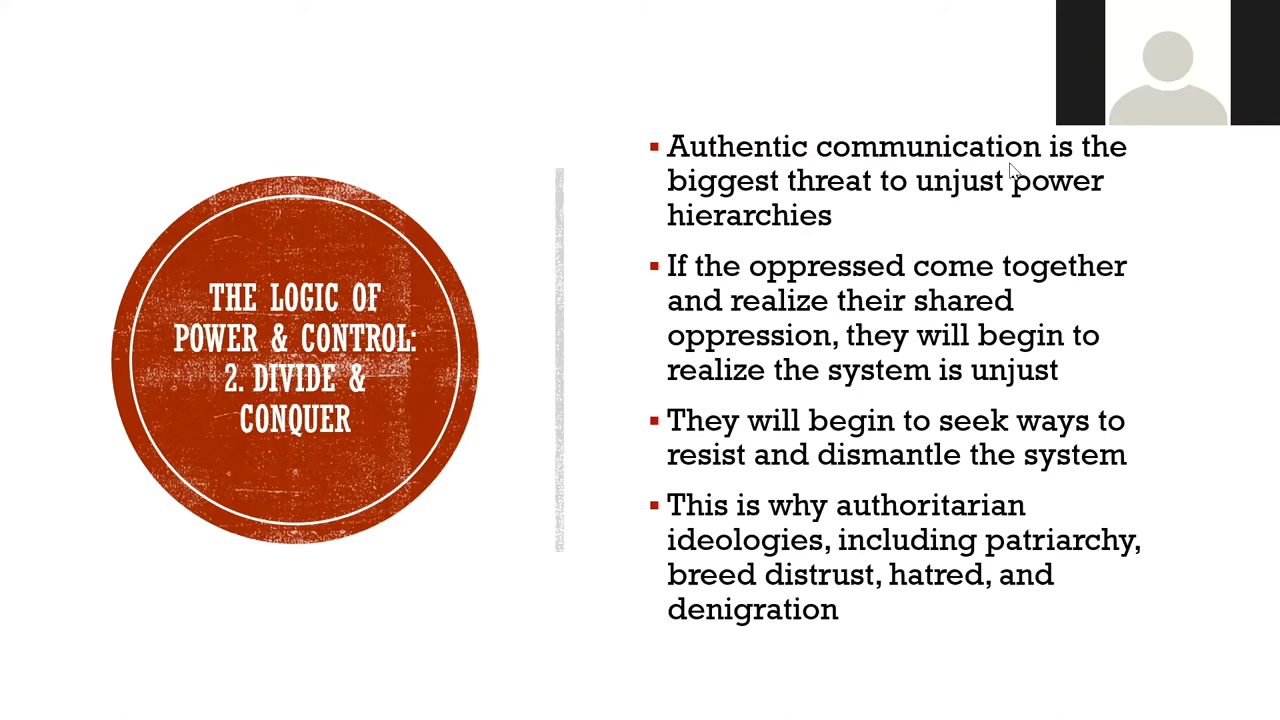 THE LOGIC OF
POWER & CONTROL:
2. DIVIDE &
CONQUER
▪ Authentic communication is the
biggest threat to unjust power
hierarchies
▪ If the oppressed come together
and realize their shared
oppression, they will begin to
realize the system is unjust
▪ They will begin to seek ways to
resist and dismantle the system
▪ This is why authoritarian
ideologies, including patriarchy,
breed distrust, hatred, and
denigration